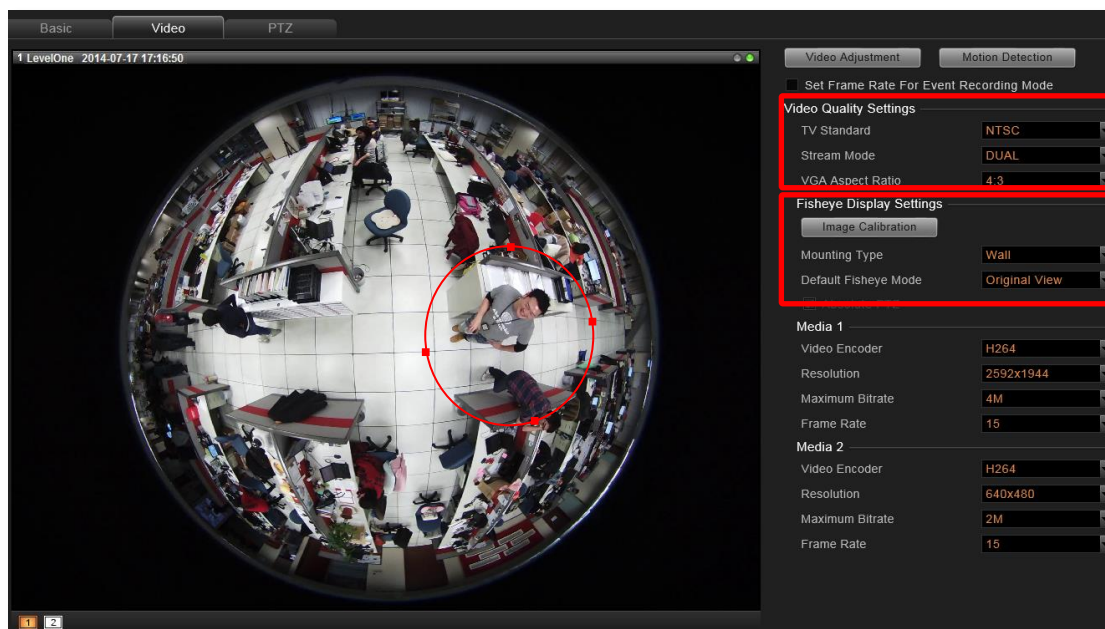 Basic Video PTZ
1 LevelOne 2014-07-17 17:16:50
Video Adjustment Motion Detection
Set Frame Rate For Event Recording Mode
Video Quality Settings
TV Standard NTSC
Stream Mode DUAL
VGA Aspect Ratio 4:3
Fisheye Display Settings
Image Calibration
Mounting Type Wall
Default Fisheye Mode Original View
Absolute PTZ
Media 1
Video Encoder H264
Resolution 2592x1944
Maximum Bitrate 4M
Frame Rate 15
Media 2
Video Encoder H264
Resolution 640x480
Maximum Bitrate 2M
Frame Rate 15
1 2